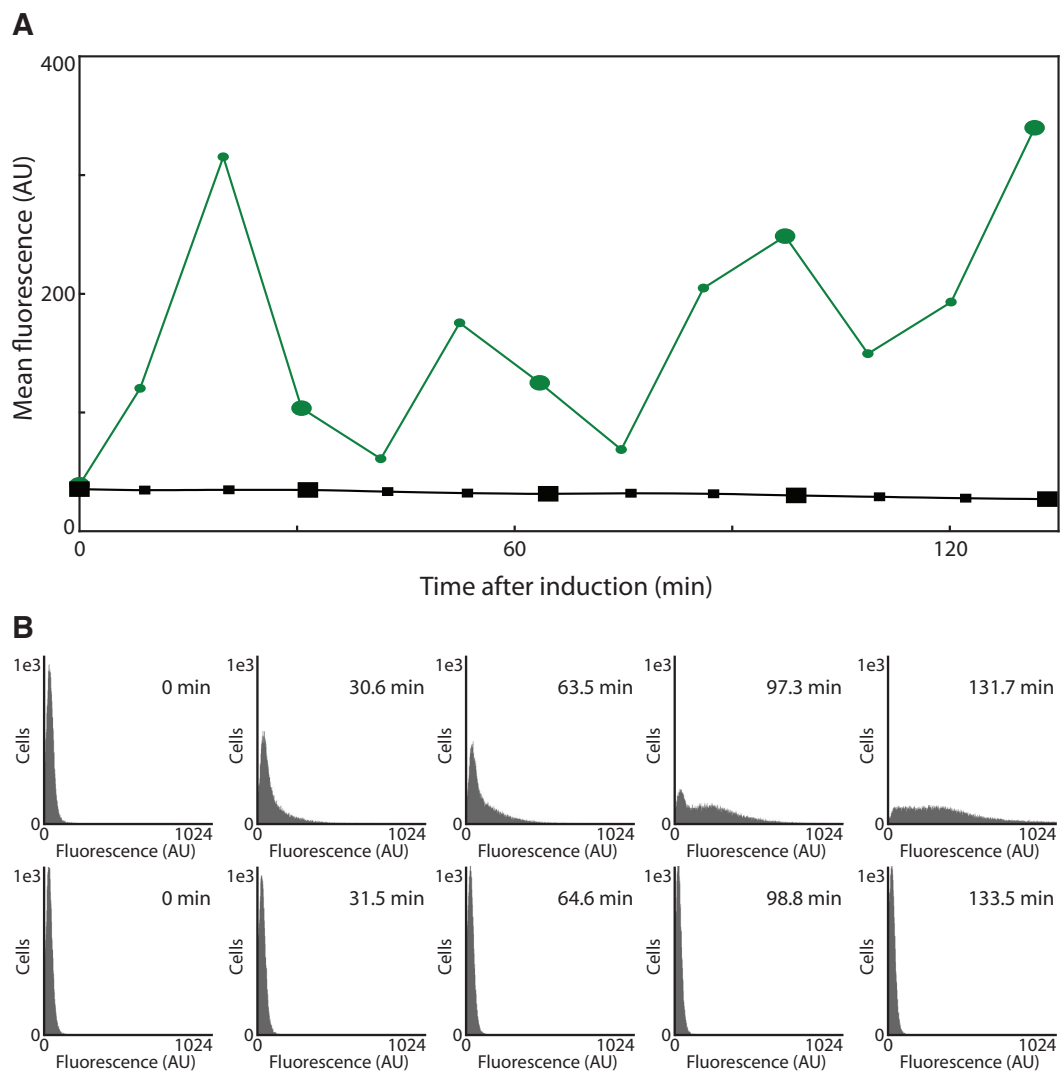 A
400
200
0
Mean fluorescence (AU)
0 60 120
Time after induction (min)
B
1e3 1e3 1e3 1e3 1e3
0 min 30.6 min 63.5 min 97.3 min 131.7 min
Cells Cells Cells Cells Cells
0 0 0 0 0
0 1024 0 1024 0 1024 0 1024 0 1024
Fluorescence (AU) Fluorescence (AU) Fluorescence (AU) Fluorescence (AU) Fluorescence (AU)
1e3 1e3 1e3 1e3 1e3
0 min 31.5 min 64.6 min 98.8 min 133.5 min
Cells Cells Cells Cells Cells
0 0 0 0 0
0 1024 0 1024 0 1024 0 1024 0 1024
Fluorescence (AU) Fluorescence (AU) Fluorescence (AU) Fluorescence (AU) Fluorescence (AU)